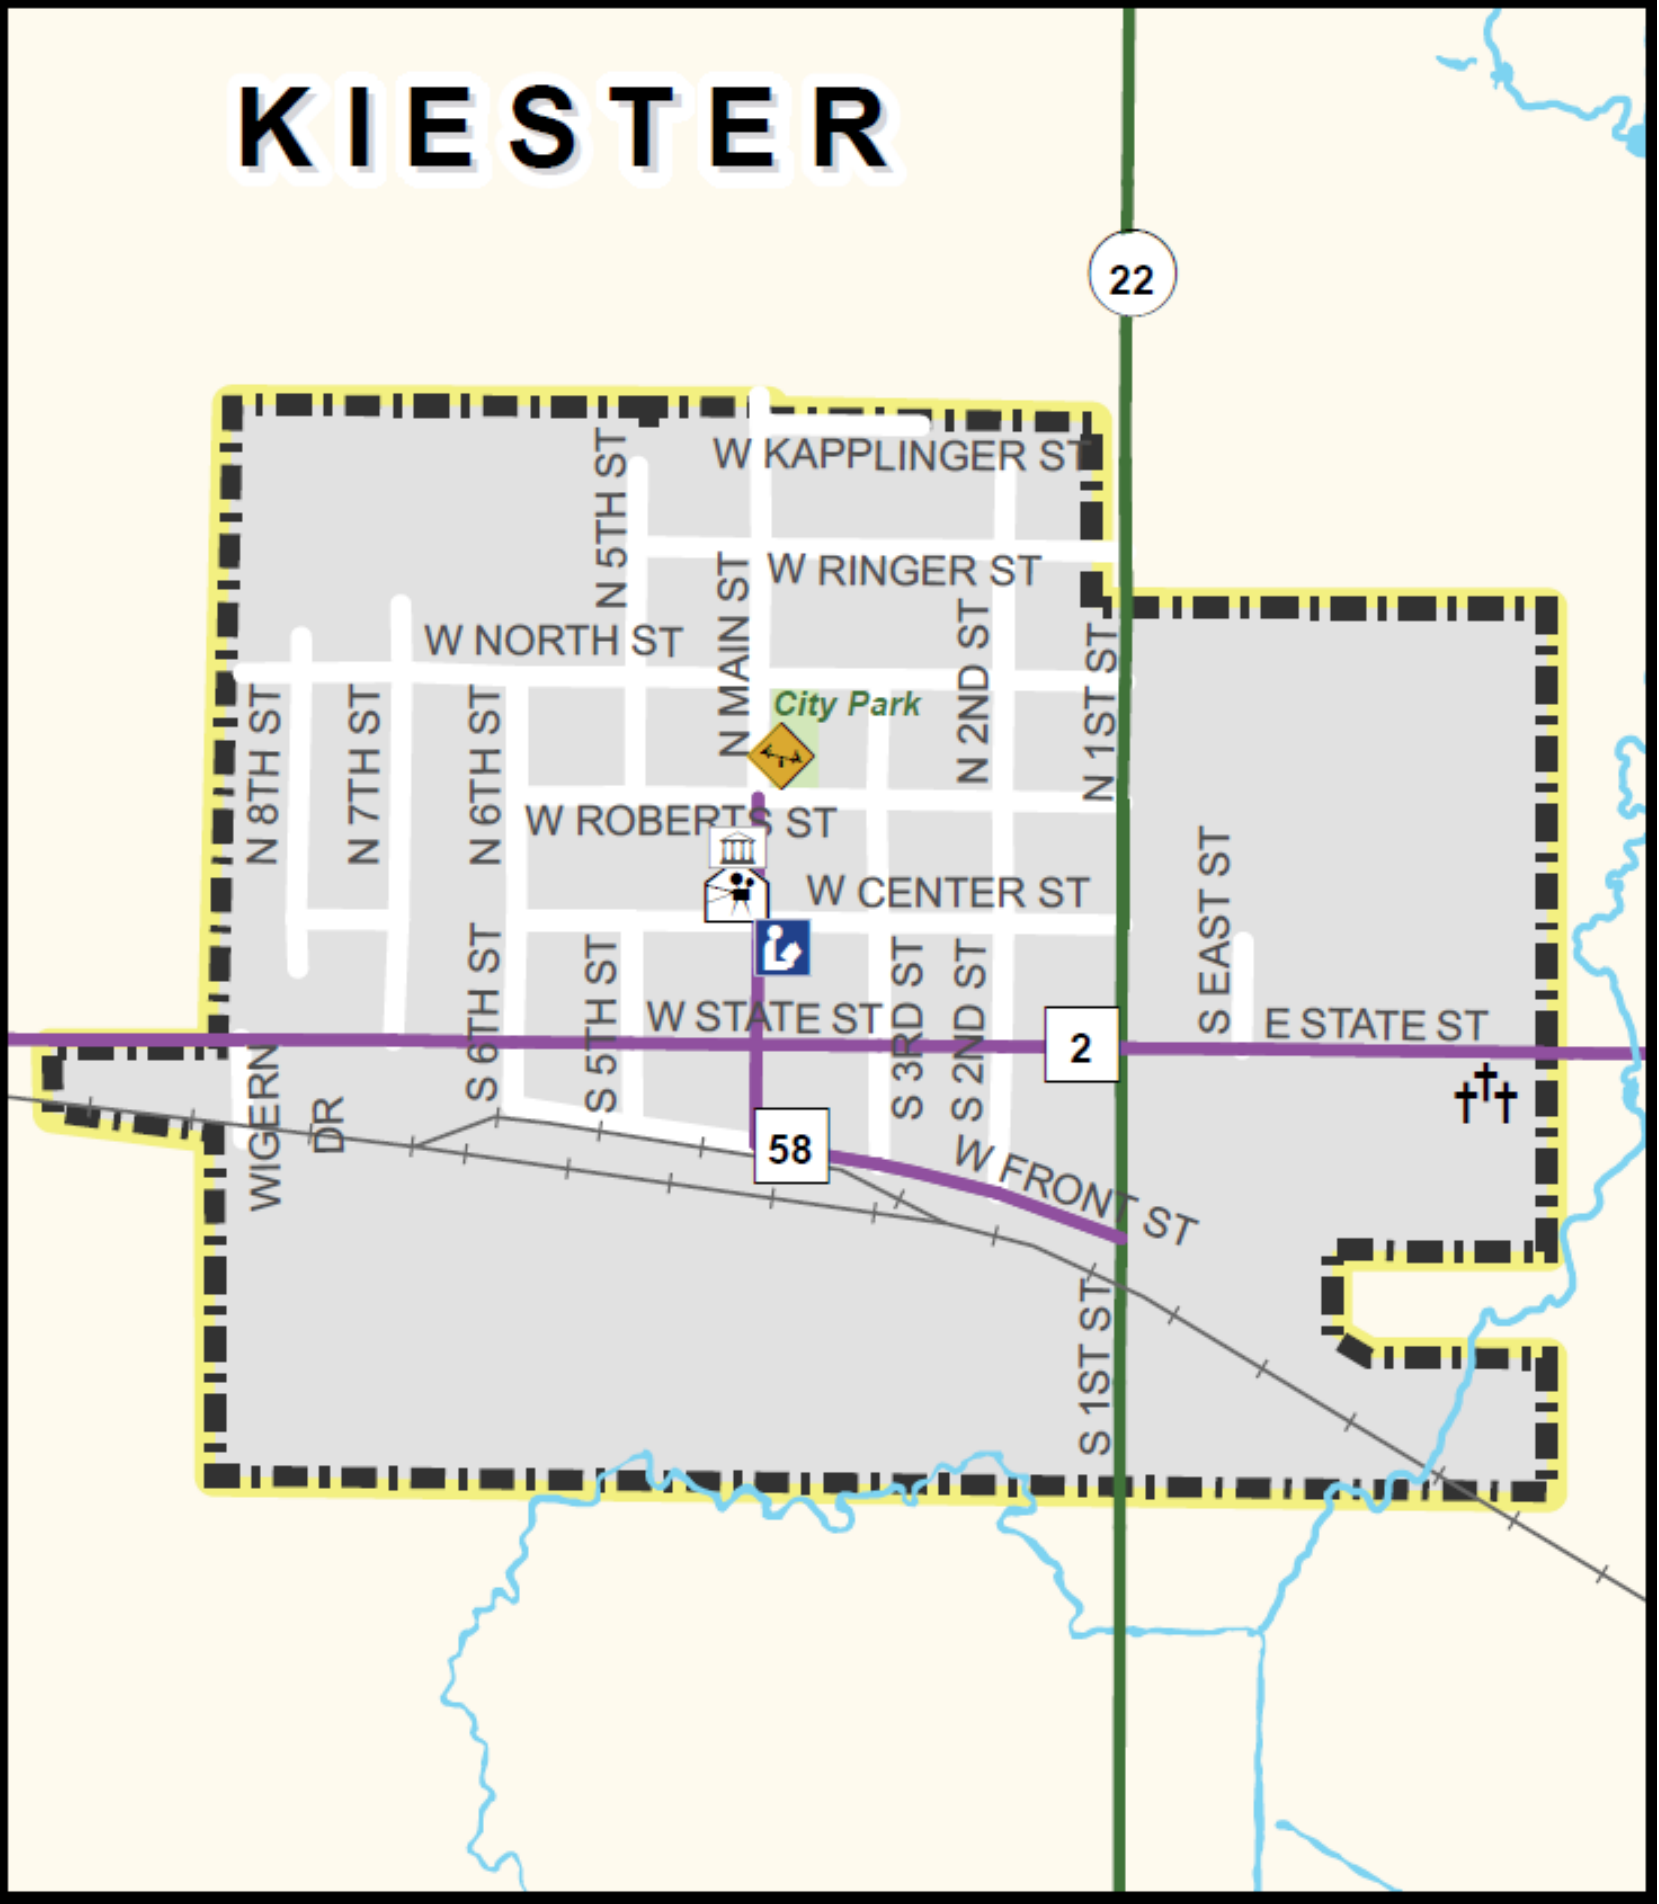 KIESTER
22
W KAPPLINGER ST
N 5TH ST
W RINGER ST
N MAIN ST
W NORTH ST
N 2ND ST
N 1ST ST
City Park
N 8TH ST
N 7TH ST
N 6TH ST
W ROBERTS ST
W CENTER ST
S EAST ST
S 6TH ST
S 5TH ST
S 3RD ST
S 2ND ST
W STATE ST
E STATE ST
2
WIGERN
DR
58
W FRONT ST
S 1ST ST